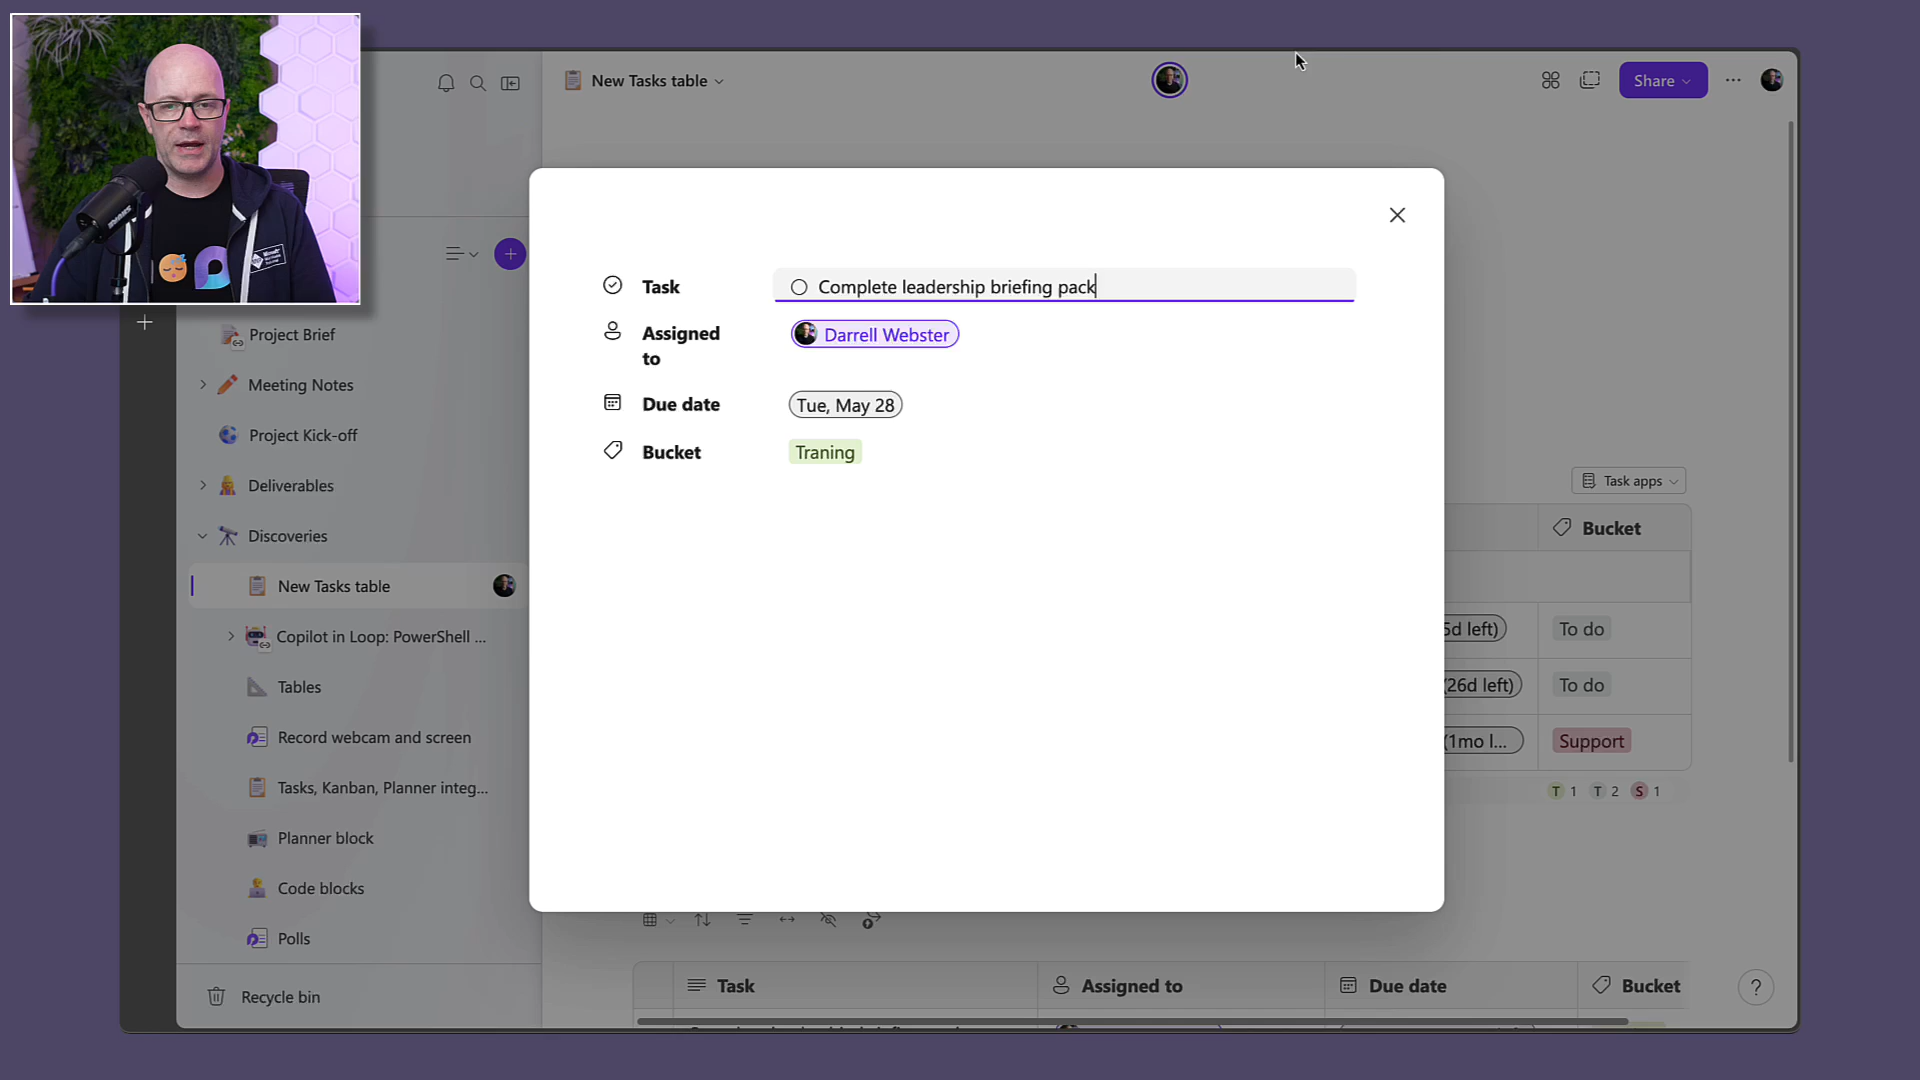 New Tasks table
Share
Task
Complete leadership briefing pack
Assigned to
Darrell Webster
Due date
Tue, May 28
Bucket
Traning
Project Brief
Meeting Notes
Project Kick-off
Deliverables
Discoveries
New Tasks table
Copilot in Loop: PowerShell ...
Tables
Record webcam and screen
Tasks, Kanban, Planner integ...
Planner block
Code blocks
Polls
Recycle bin
Task apps
Bucket
5d left) To do
(26d left) To do
(1mo l... Support
T 1 T 2 S 1
Task Assigned to Due date Bucket
?